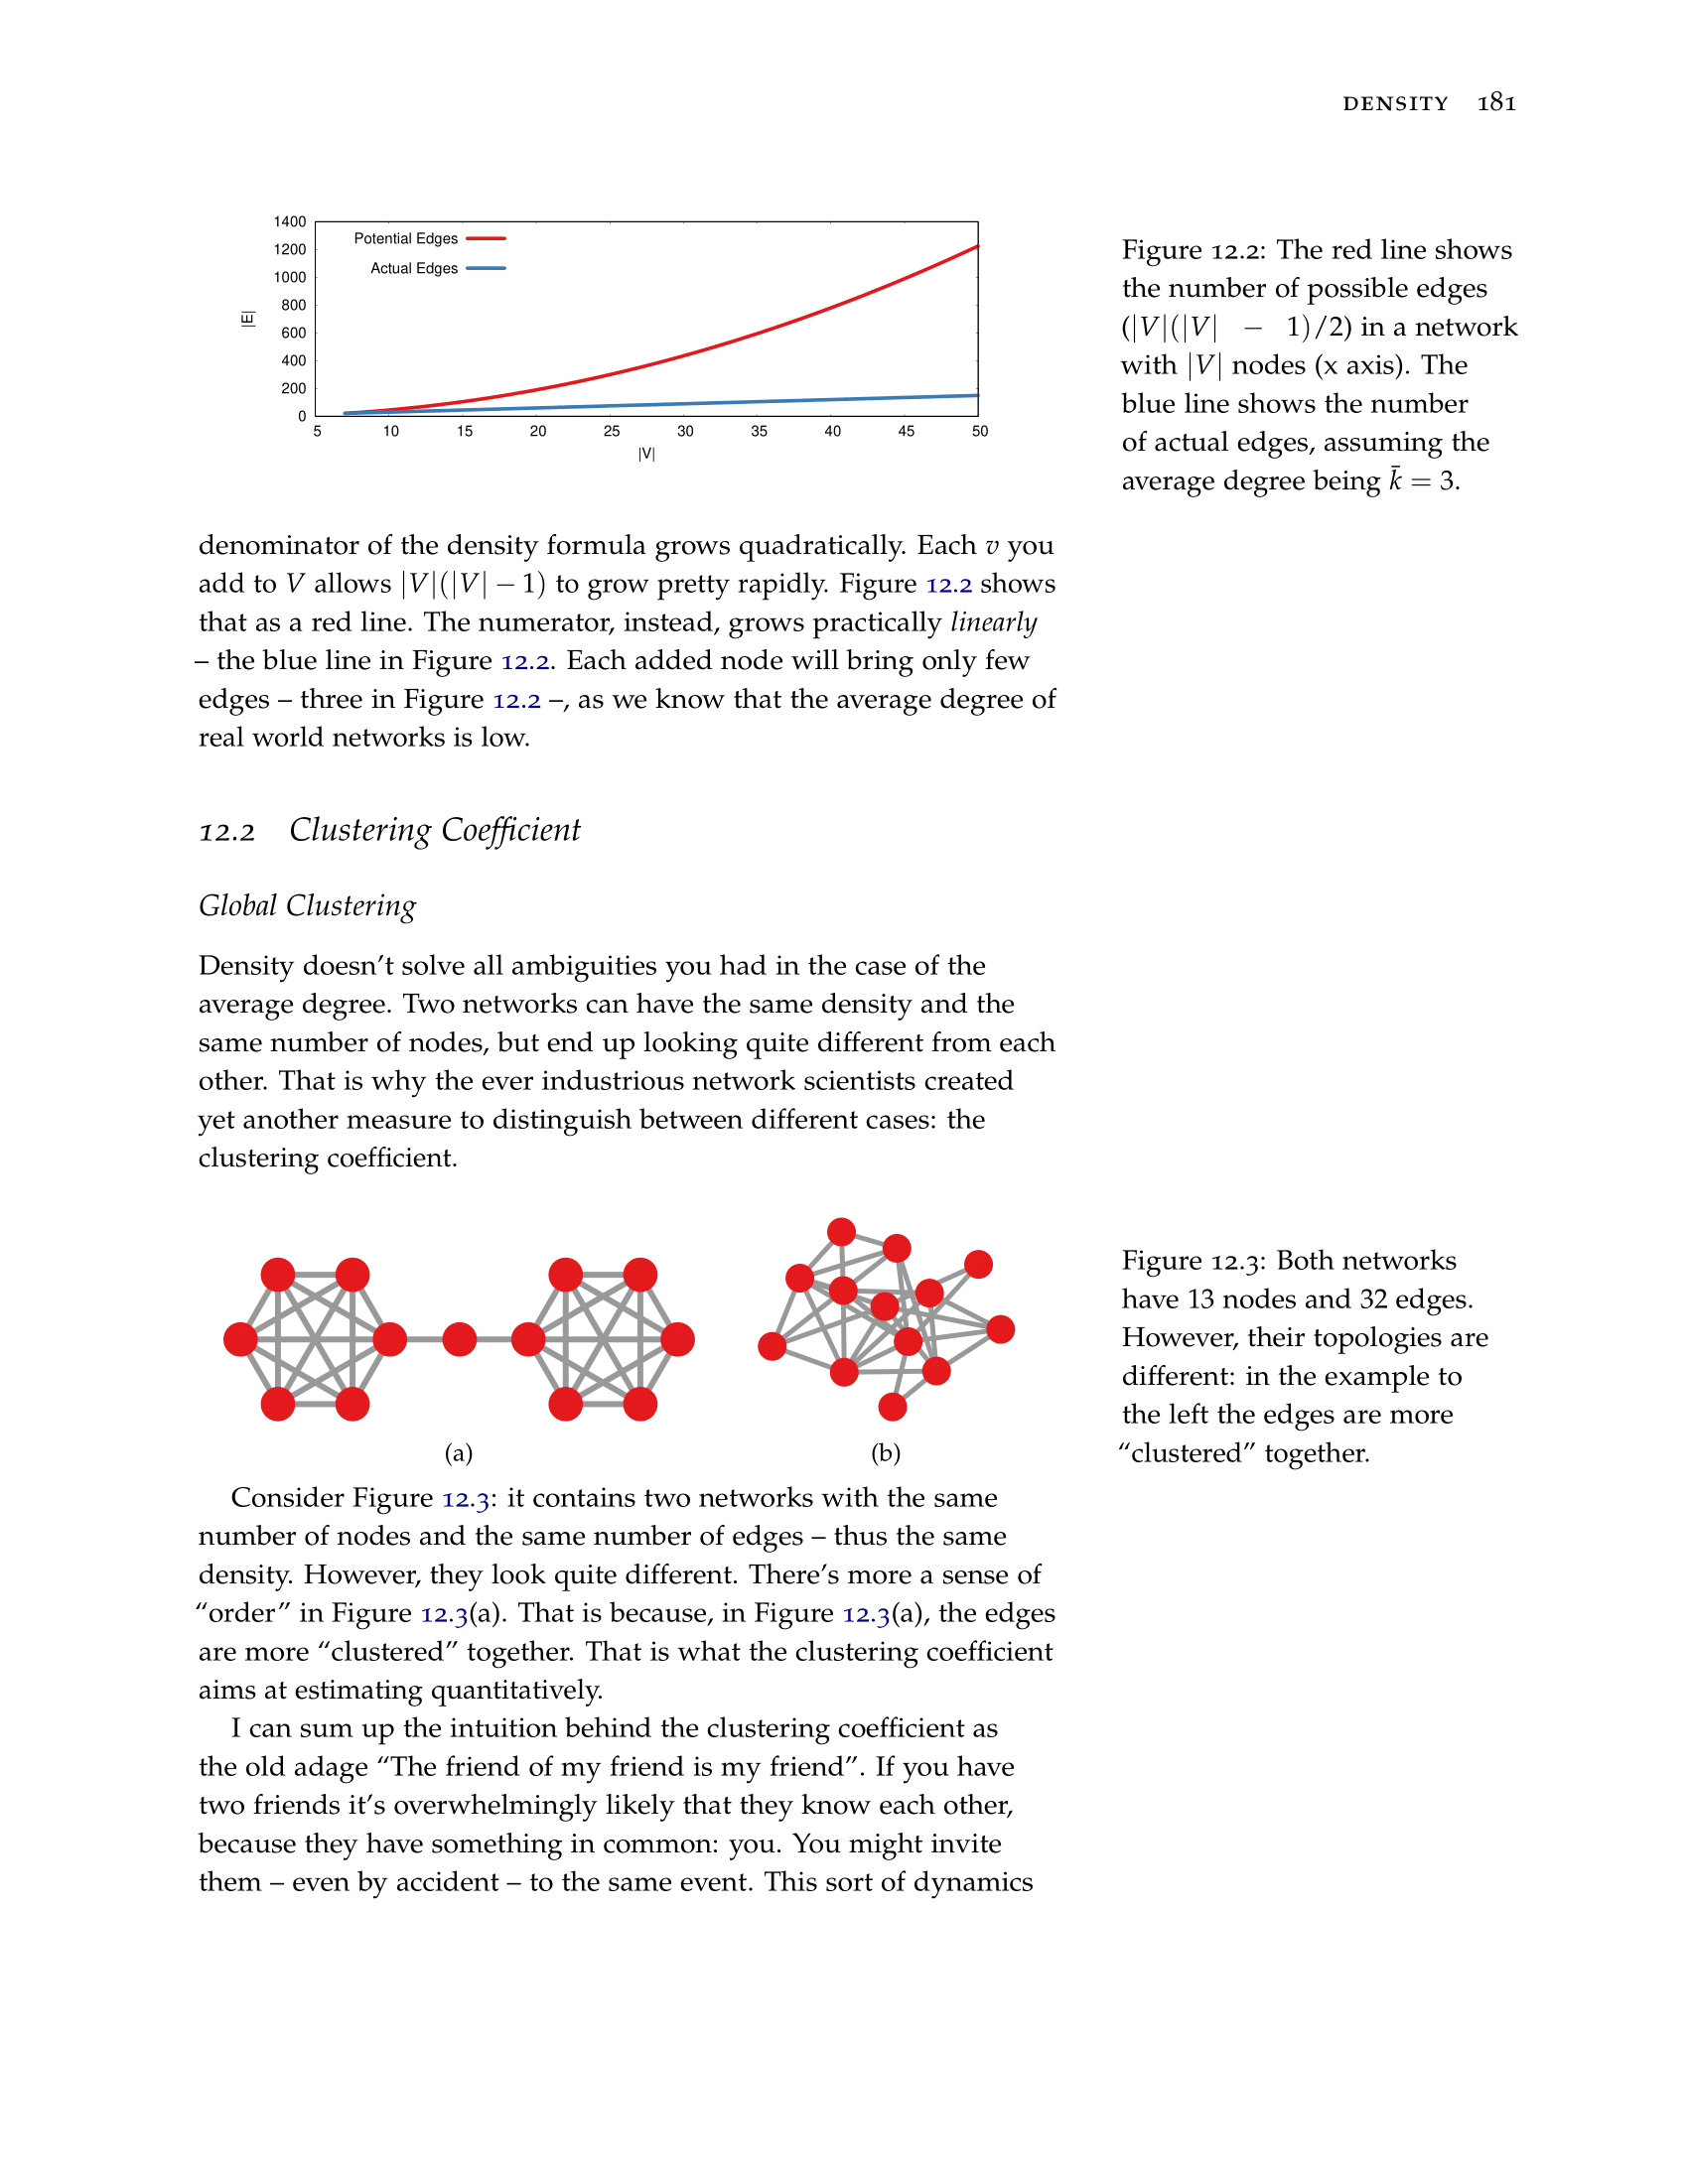 DENSITY 181
1400
1200
1000
800
600
400
200
0
5 10 15 20 25 30 35 40 45 50
|E|
|V|
Potential Edges
Actual Edges
Figure 12.2: The red line shows
the number of possible edges
(|V|(|V| − 1)/2) in a network
with |V| nodes (x axis). The
blue line shows the number
of actual edges, assuming the
average degree being k̄ = 3.
denominator of the density formula grows quadratically. Each v you
add to V allows |V|(|V| − 1) to grow pretty rapidly. Figure 12.2 shows
that as a red line. The numerator, instead, grows practically linearly
– the blue line in Figure 12.2. Each added node will bring only few
edges – three in Figure 12.2 –, as we know that the average degree of
real world networks is low.
12.2 Clustering Coefficient
Global Clustering
Density doesn’t solve all ambiguities you had in the case of the
average degree. Two networks can have the same density and the
same number of nodes, but end up looking quite different from each
other. That is why the ever industrious network scientists created
yet another measure to distinguish between different cases: the
clustering coefficient.
(a)
(b)
Figure 12.3: Both networks
have 13 nodes and 32 edges.
However, their topologies are
different: in the example to
the left the edges are more
“clustered” together.
Consider Figure 12.3: it contains two networks with the same
number of nodes and the same number of edges – thus the same
density. However, they look quite different. There’s more a sense of
“order” in Figure 12.3(a). That is because, in Figure 12.3(a), the edges
are more “clustered” together. That is what the clustering coefficient
aims at estimating quantitatively.
I can sum up the intuition behind the clustering coefficient as
the old adage “The friend of my friend is my friend”. If you have
two friends it’s overwhelmingly likely that they know each other,
because they have something in common: you. You might invite
them – even by accident – to the same event. This sort of dynamics